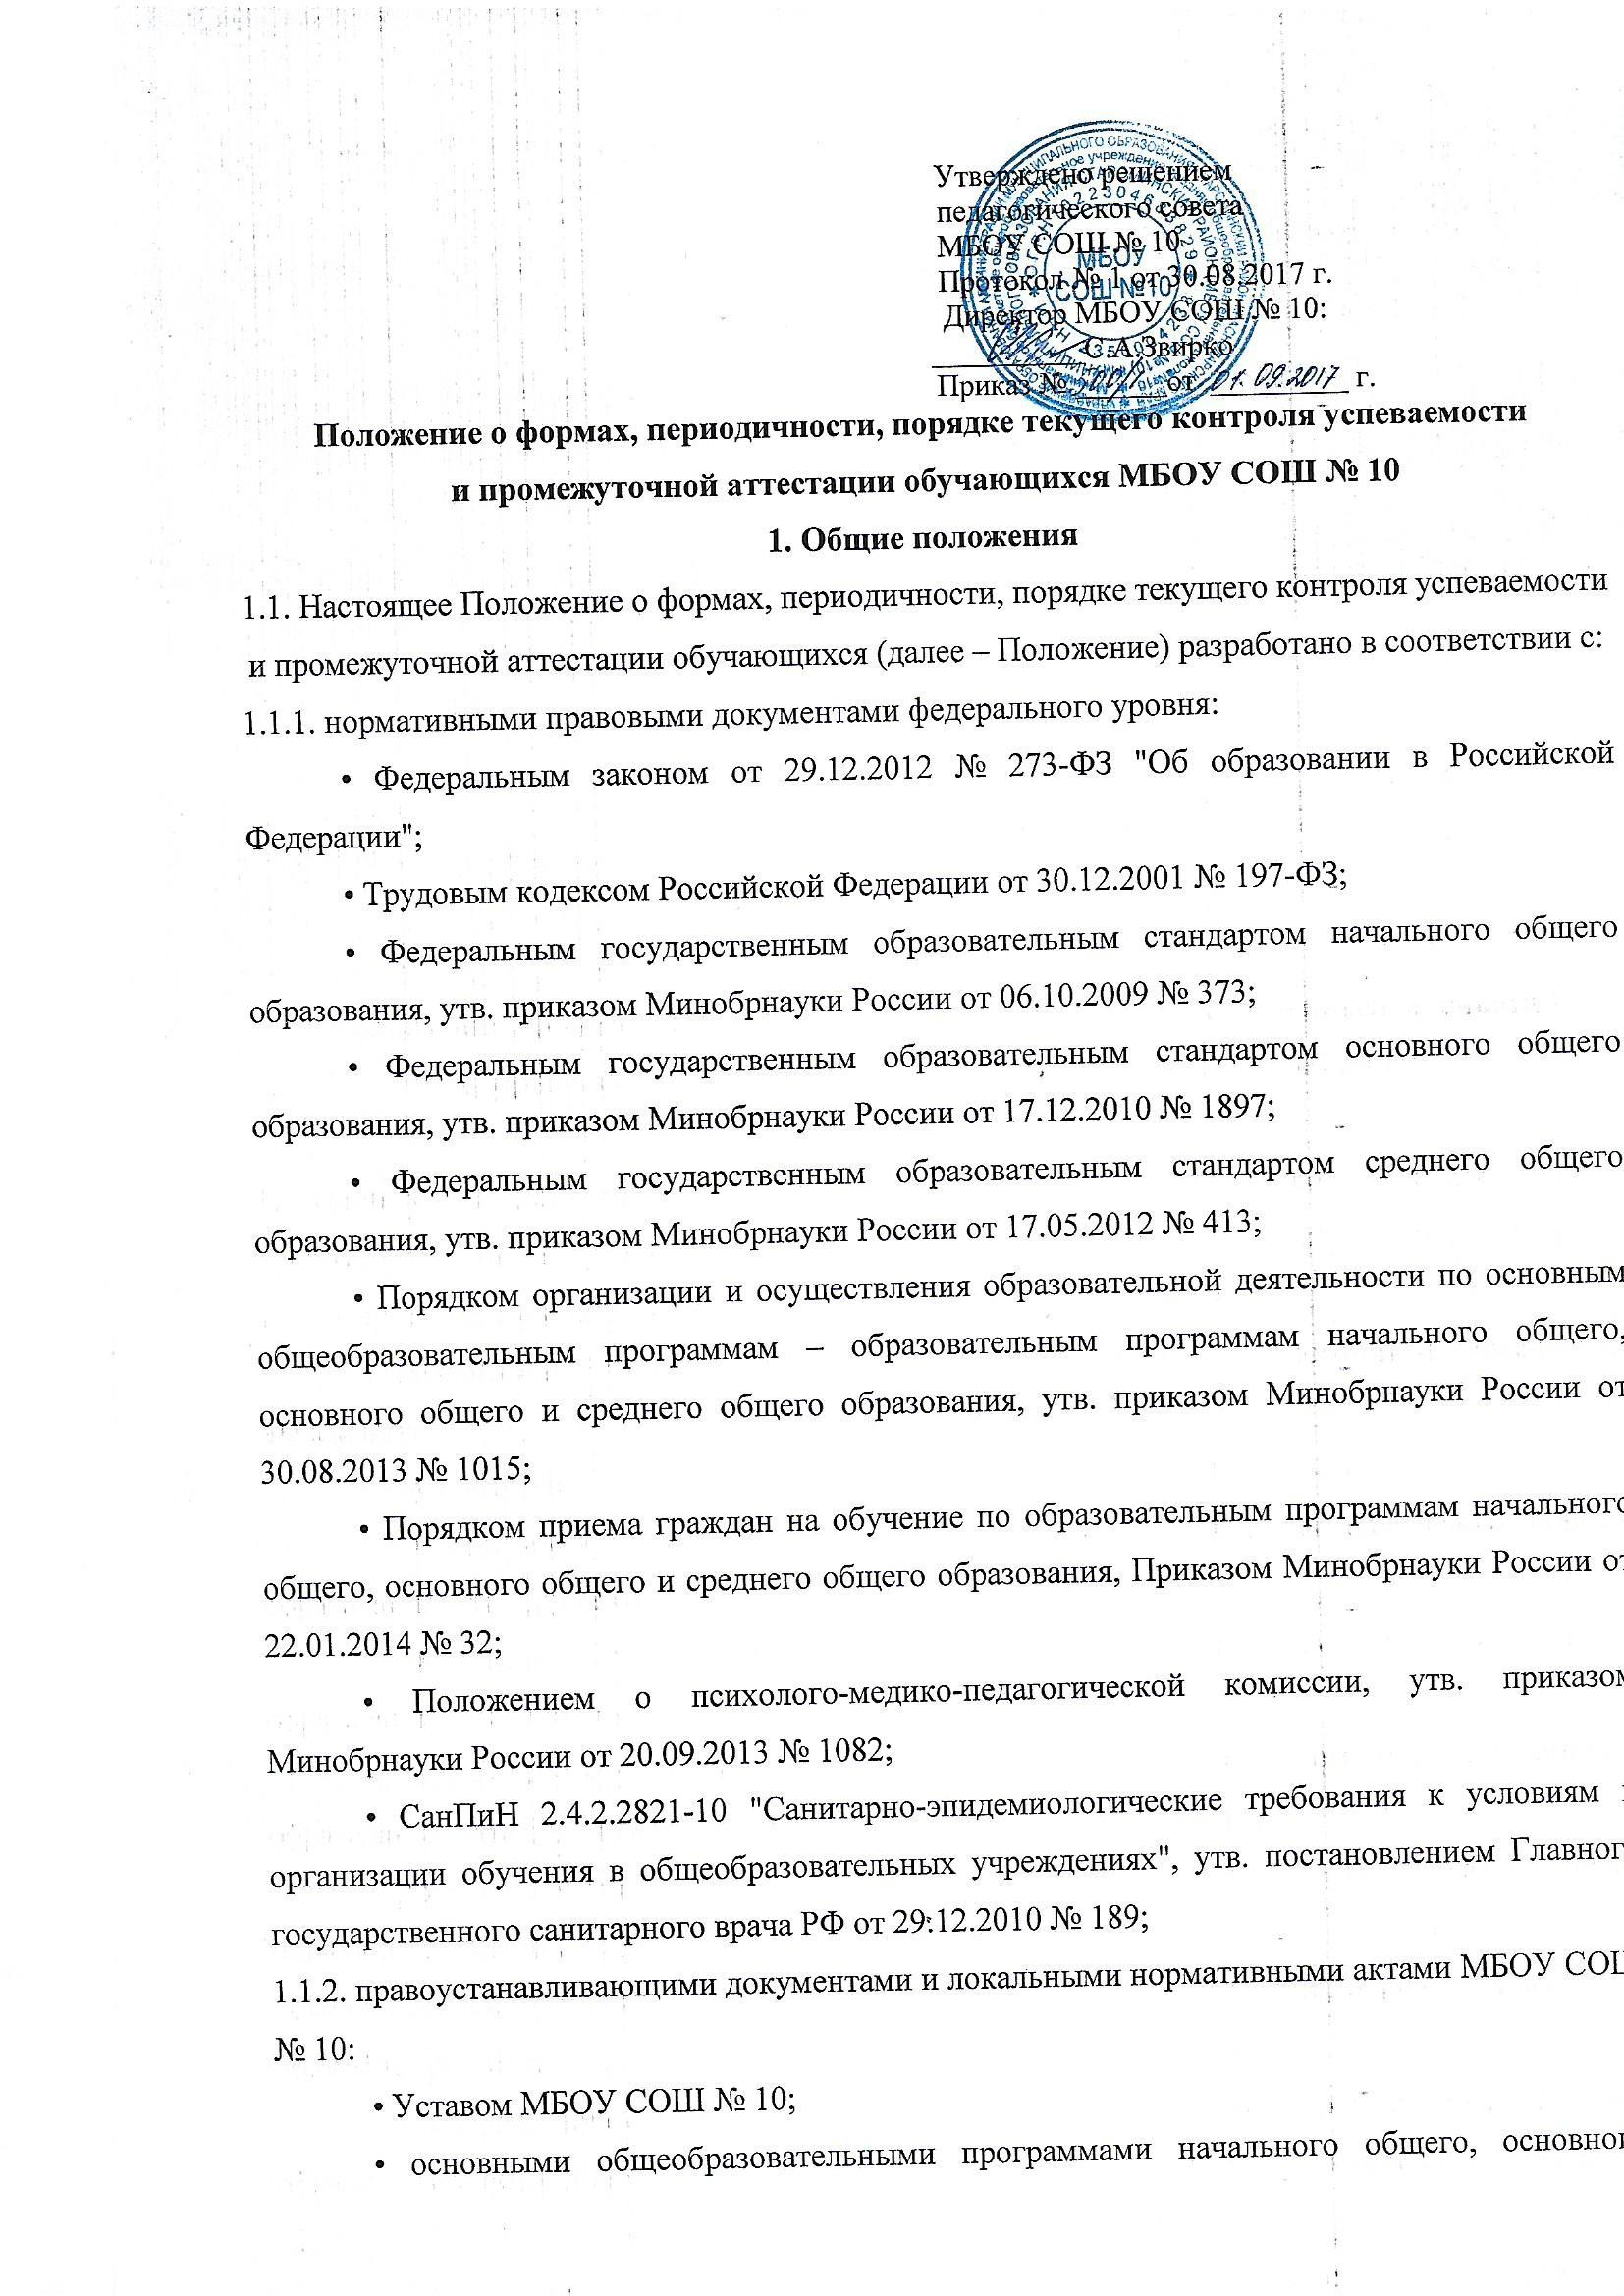 Утверждено решением
педагогического совета
МБОУ СОШ № 10
Протокол № 1 от 30.08.2017 г.
Директор МБОУ СОШ № 10:
С.А.Звирко
Приказ № от 01.09.2017 г.
МБОУ
СОШ №10
Положение о формах, периодичности, порядке текущего контроля успеваемости
и промежуточной аттестации обучающихся МБОУ СОШ № 10
1. Общие положения
1.1. Настоящее Положение о формах, периодичности, порядке текущего контроля успеваемости
и промежуточной аттестации обучающихся (далее – Положение) разработано в соответствии с:
1.1.1. нормативными правовыми документами федерального уровня:
• Федеральным законом от 29.12.2012 № 273-ФЗ "Об образовании в Российской
Федерации";
• Трудовым кодексом Российской Федерации от 30.12.2001 № 197-ФЗ;
• Федеральным государственным образовательным стандартом начального общего
образования, утв. приказом Минобрнауки России от 06.10.2009 № 373;
• Федеральным государственным образовательным стандартом основного общего
образования, утв. приказом Минобрнауки России от 17.12.2010 № 1897;
• Федеральным государственным образовательным стандартом среднего общего
образования, утв. приказом Минобрнауки России от 17.05.2012 № 413;
• Порядком организации и осуществления образовательной деятельности по основным
общеобразовательным программам – образовательным программам начального общего,
основного общего и среднего общего образования, утв. приказом Минобрнауки России от
30.08.2013 № 1015;
• Порядком приема граждан на обучение по образовательным программам начального
общего, основного общего и среднего общего образования, Приказом Минобрнауки России от
22.01.2014 № 32;
• Положением о психолого-медико-педагогической комиссии, утв. приказом
Минобрнауки России от 20.09.2013 № 1082;
• СанПиН 2.4.2.2821-10 "Санитарно-эпидемиологические требования к условиям
организации обучения в общеобразовательных учреждениях", утв. постановлением Главног
государственного санитарного врача РФ от 29.12.2010 № 189;
1.1.2. правоустанавливающими документами и локальными нормативными актами МБОУ СОШ
№ 10:
• Уставом МБОУ СОШ № 10;
• основными общеобразовательными программами начального общего, основног